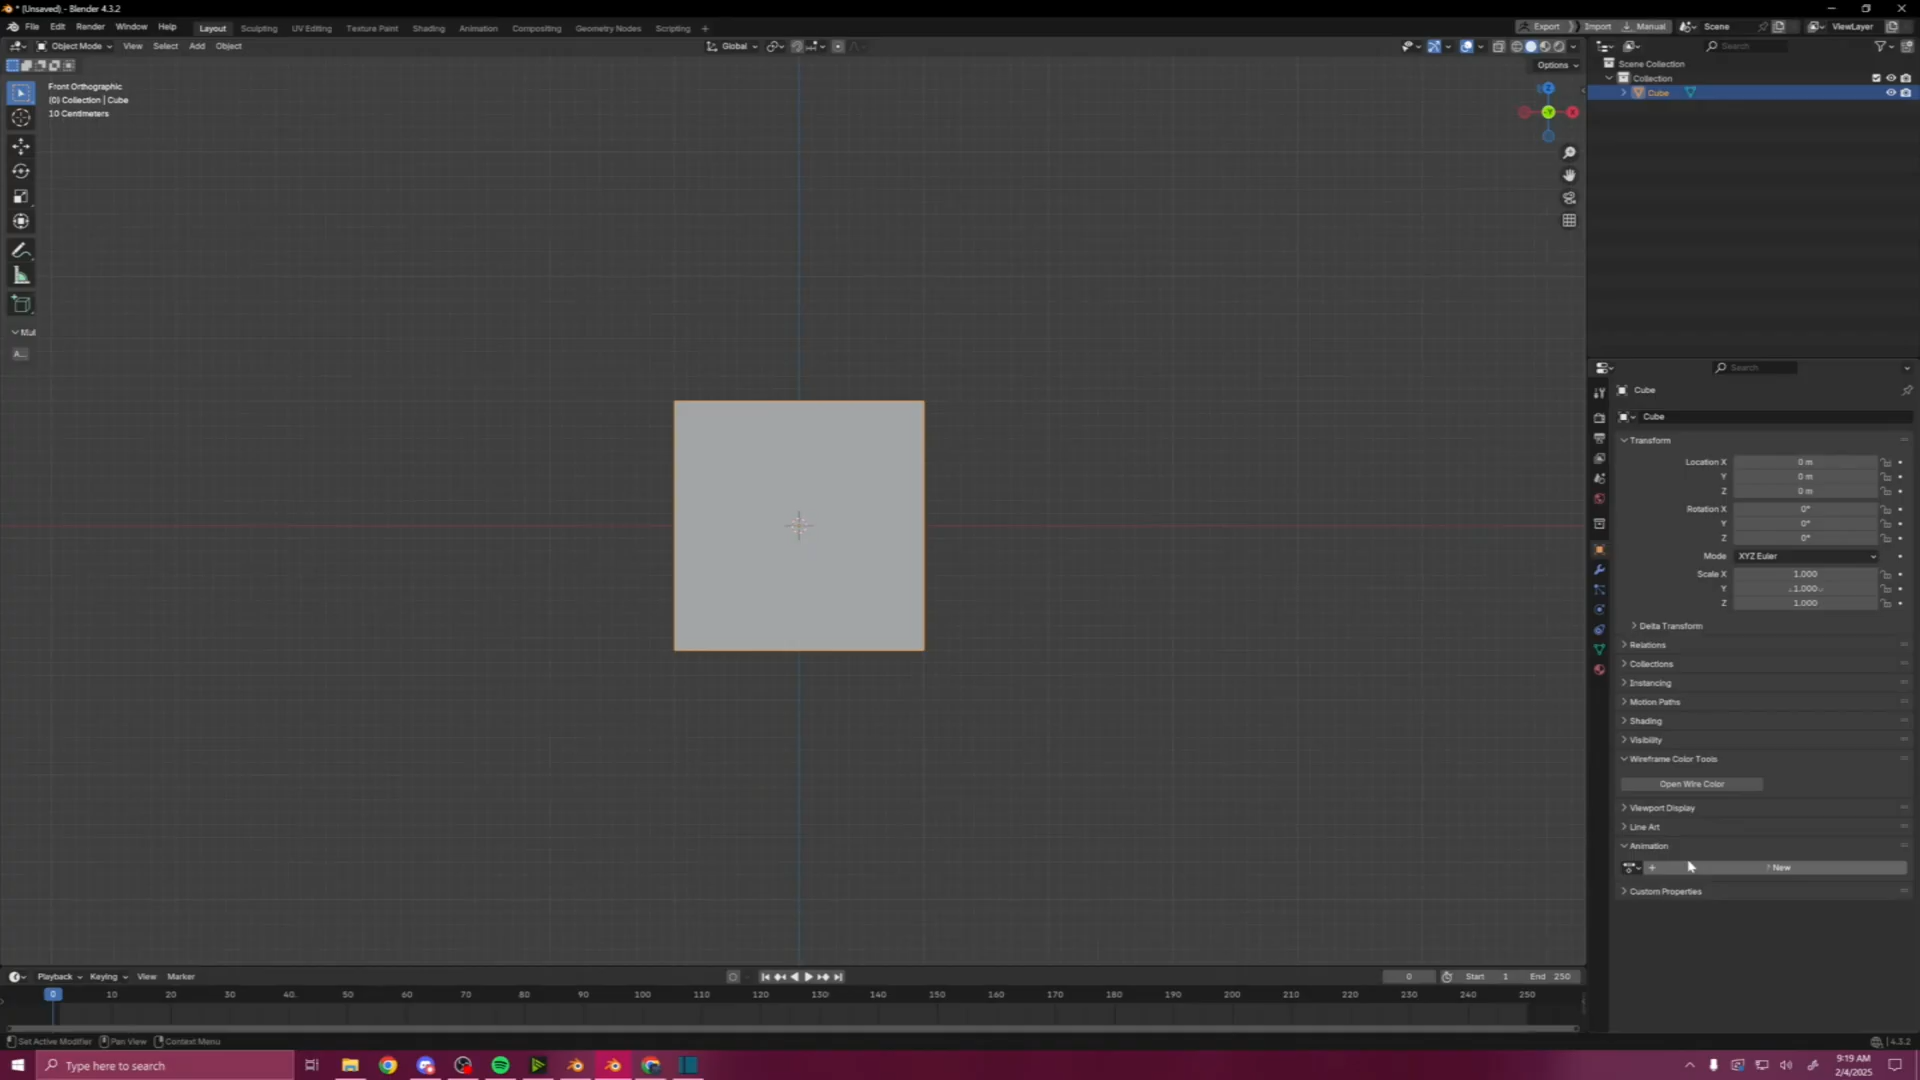 * (Unsaved) - Blender 4.3.2
File Edit Render Window Help Layout Sculpting UV Editing Texture Paint Shading Animation Compositing Geometry Nodes Scripting + Export Import Manual Scene ViewLayer
Object Mode View Select Add Object Global Search
Options
Front Orthographic
(0) Collection | Cube
10 Centimeters
Mul
A...
Z
Y
X
Scene Collection
Collection
Cube
Search
Cube
Cube
Transform
Location X 0 m
Y 0 m
Z 0 m
Rotation X 0°
Y 0°
Z 0°
Mode XYZ Euler
Scale X 1.000
Y 1.000
Z 1.000
Delta Transform
Relations
Collections
Instancing
Motion Paths
Shading
Visibility
Wireframe Color Tools
Open Wire Color
Viewport Display
Line Art
Animation
+ New
Custom Properties
Playback Keying View Marker 0 Start 1 End 250
0 10 20 30 40 50 60 70 80 90 100 110 120 130 140 150 160 170 180 190 200 210 220 230 240 250
Set Active Modifier Pan View Context Menu 4.3.2
Type here to search
9:19 AM
2/4/2025